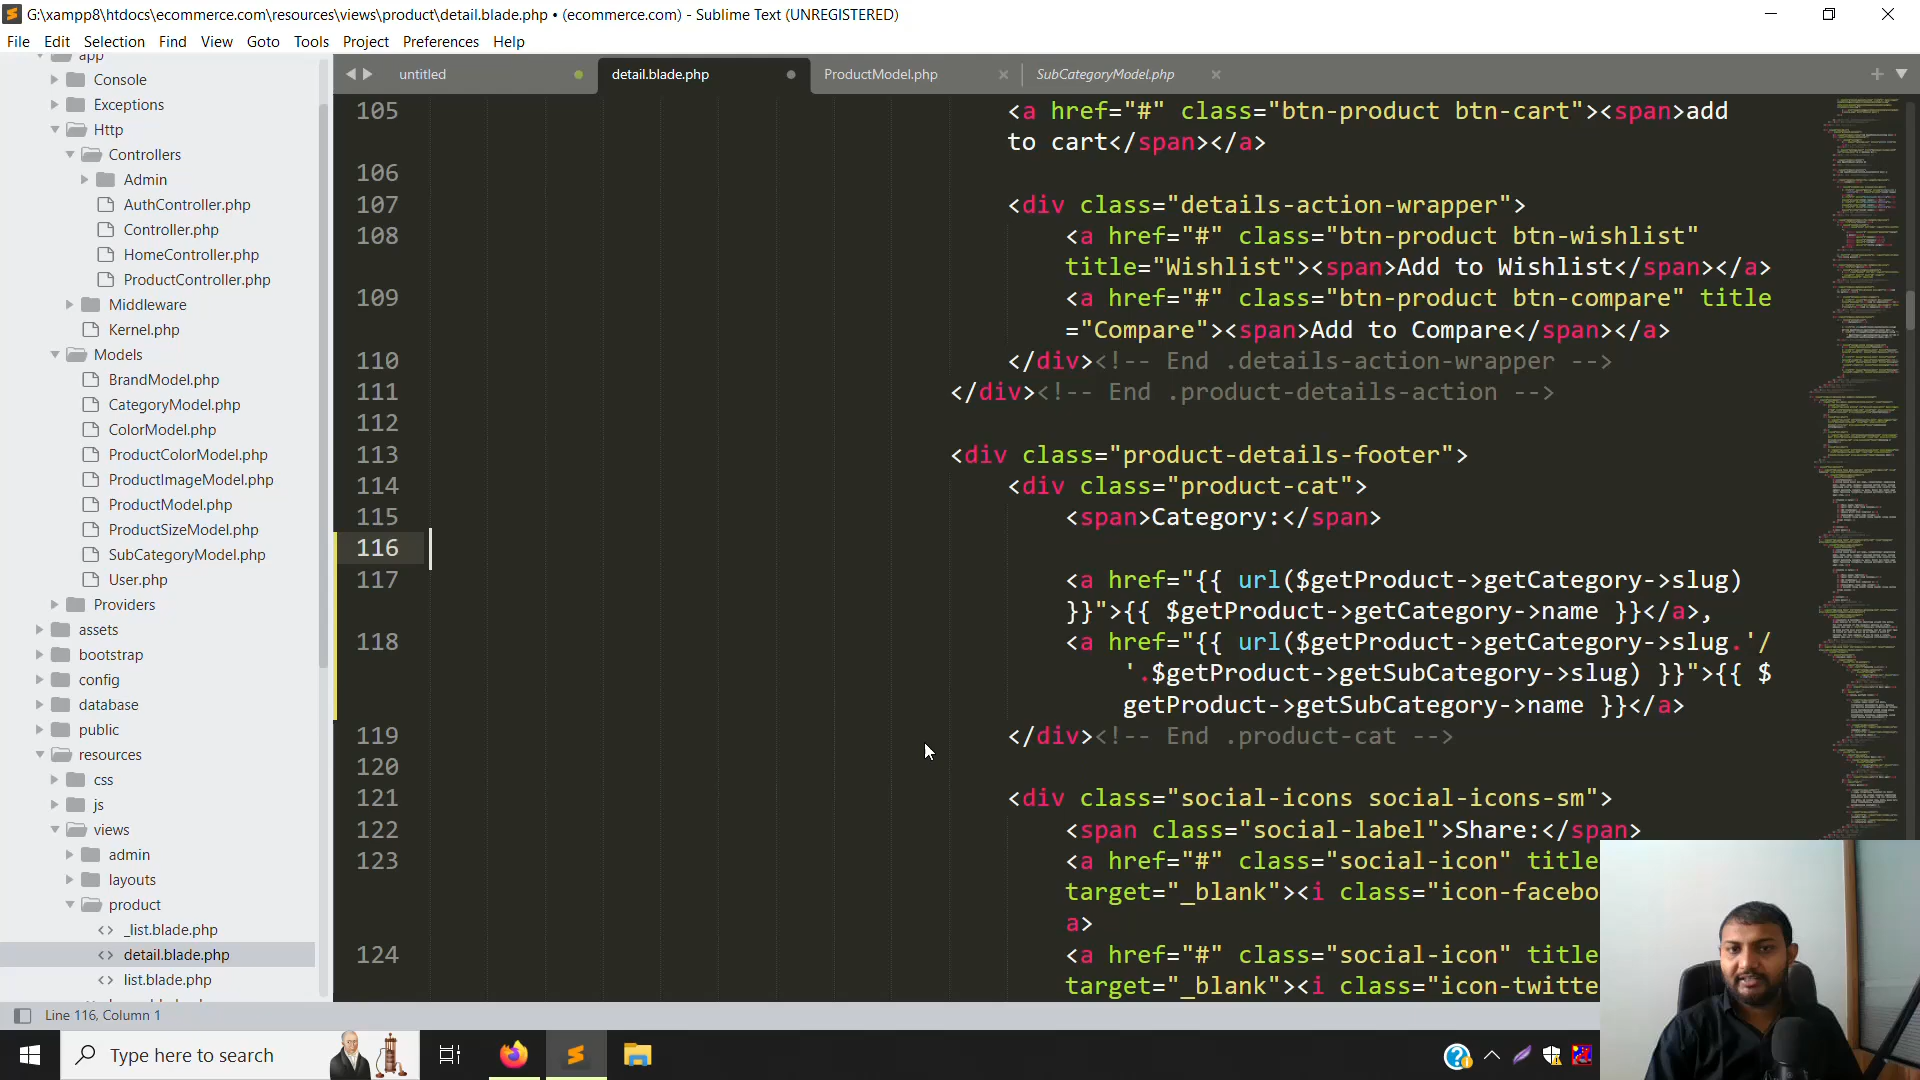 G:\xampp8\htdocs\ecommerce.com\resources\views\product\detail.blade.php • (ecommerce.com) - Sublime Text (UNREGISTERED)
File Edit Selection Find View Goto Tools Project Preferences Help
app
Console
Exceptions
Http
Controllers
Admin
AuthController.php
Controller.php
HomeController.php
ProductController.php
Middleware
Kernel.php
Models
BrandModel.php
CategoryModel.php
ColorModel.php
ProductColorModel.php
ProductImageModel.php
ProductModel.php
ProductSizeModel.php
SubCategoryModel.php
User.php
Providers
assets
bootstrap
config
database
public
resources
css
js
views
admin
layouts
product
_list.blade.php
detail.blade.php
list.blade.php
untitled detail.blade.php ProductModel.php SubCategoryModel.php
105 <a href="#" class="btn-product btn-cart"><span>add
to cart</span></a>
106
107 <div class="details-action-wrapper">
108 <a href="#" class="btn-product btn-wishlist"
title="Wishlist"><span>Add to Wishlist</span></a>
109 <a href="#" class="btn-product btn-compare" title
="Compare"><span>Add to Compare</span></a>
110 </div><!-- End .details-action-wrapper -->
111 </div><!-- End .product-details-action -->
112
113 <div class="product-details-footer">
114 <div class="product-cat">
115 <span>Category:</span>
116
117 <a href="{{ url($getProduct->getCategory->slug)
}}">{{ $getProduct->getCategory->name }}</a>,
118 <a href="{{ url($getProduct->getCategory->slug.'/
'.$getProduct->getSubCategory->slug) }}">{{ $
getProduct->getSubCategory->name }}</a>
119 </div><!-- End .product-cat -->
120
121 <div class="social-icons social-icons-sm">
122 <span class="social-label">Share:</span>
123 <a href="#" class="social-icon" title
target="_blank"><i class="icon-facebo
a>
124 <a href="#" class="social-icon" title
target="_blank"><i class="icon-twitte
Line 116, Column 1
Type here to search